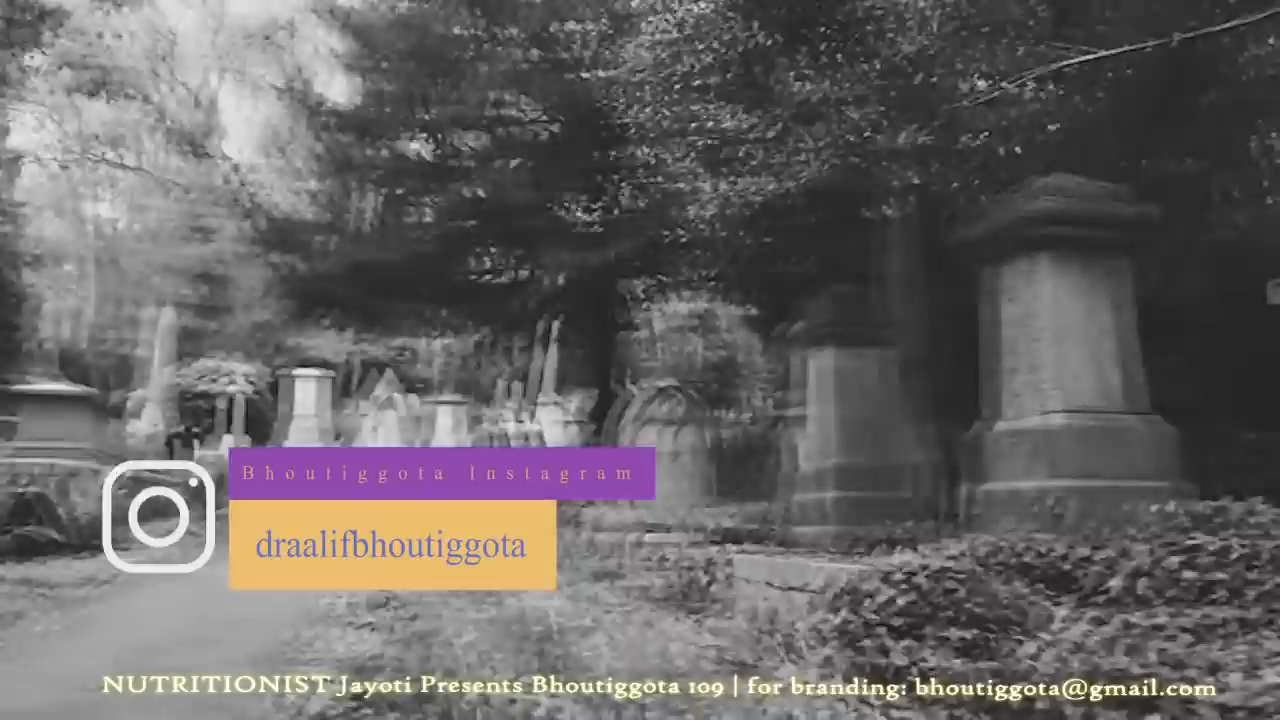 Bhoutiggota Instagram
draalifbhoutiggota
NUTRITIONIST Jayoti Presents Bhoutiggota 109 | for branding: bhoutiggota@gmail.com